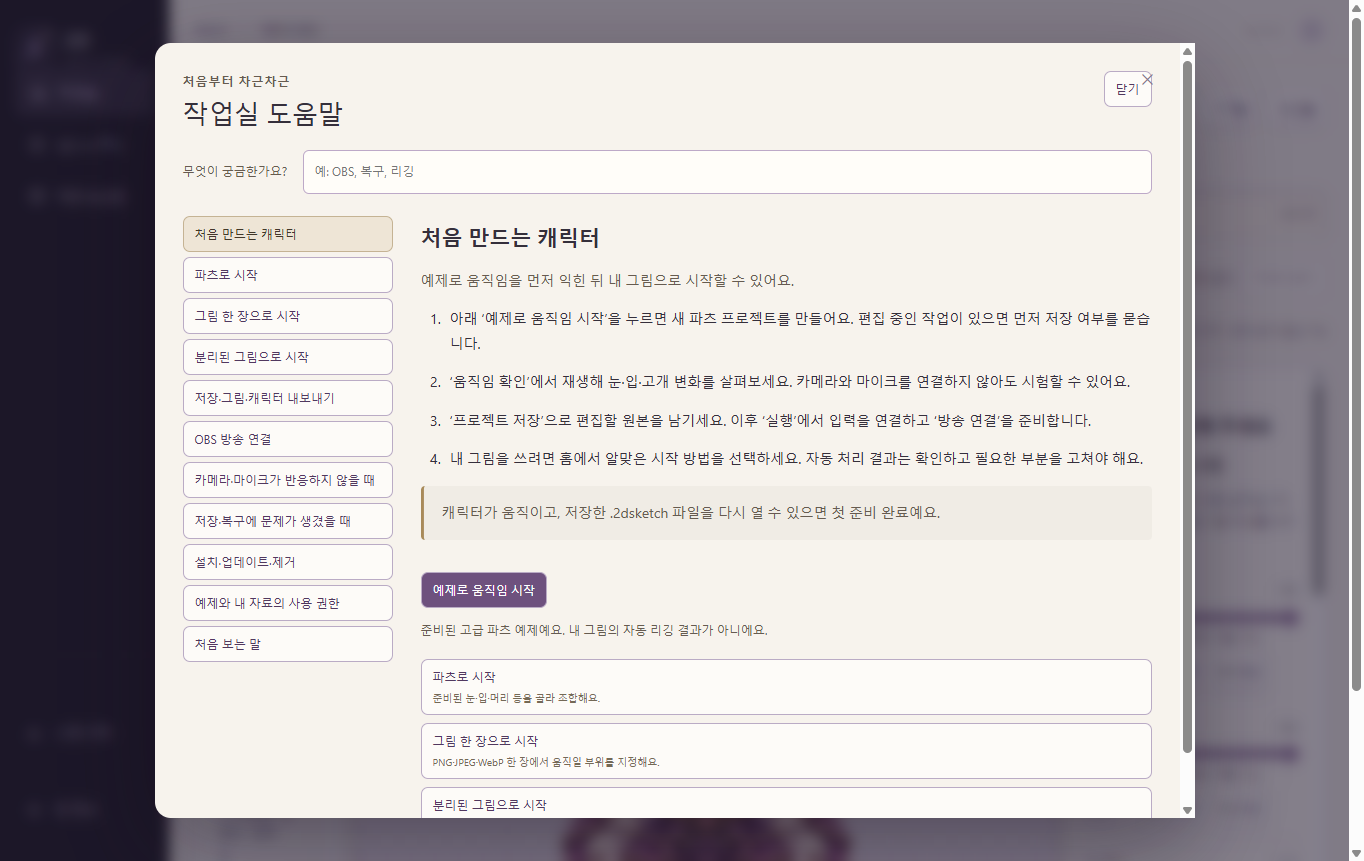 처음부터 차근차근
작업실 도움말
닫기
무엇이 궁금한가요?
예: OBS, 복구, 리깅
처음 만드는 캐릭터
파츠로 시작
그림 한 장으로 시작
분리된 그림으로 시작
저장·그림·캐릭터 내보내기
OBS 방송 연결
카메라·마이크가 반응하지 않을 때
저장·복구에 문제가 생겼을 때
설치·업데이트·제거
예제와 내 자료의 사용 권한
처음 보는 말
처음 만드는 캐릭터
예제로 움직임을 먼저 익힌 뒤 내 그림으로 시작할 수 있어요.
1. 아래 ‘예제로 움직임 시작’을 누르면 새 파츠 프로젝트를 만들어요. 편집 중인 작업이 있으면 먼저 저장 여부를 묻습
니다.
2. ‘움직임 확인’에서 재생해 눈·입·고개 변화를 살펴보세요. 카메라와 마이크를 연결하지 않아도 시험할 수 있어요.
3. ‘프로젝트 저장’으로 편집할 원본을 남기세요. 이후 ‘실행’에서 입력을 연결하고 ‘방송 연결’을 준비합니다.
4. 내 그림을 쓰려면 홈에서 알맞은 시작 방법을 선택하세요. 자동 처리 결과는 확인하고 필요한 부분을 고쳐야 해요.
캐릭터가 움직이고, 저장한 .2dsketch 파일을 다시 열 수 있으면 첫 준비 완료예요.
예제로 움직임 시작
준비된 고급 파츠 예제예요. 내 그림의 자동 리깅 결과가 아니에요.
파츠로 시작
준비된 눈·입·머리 등을 골라 조합해요.
그림 한 장으로 시작
PNG·JPEG·WebP 한 장에서 움직일 부위를 지정해요.
분리된 그림으로 시작